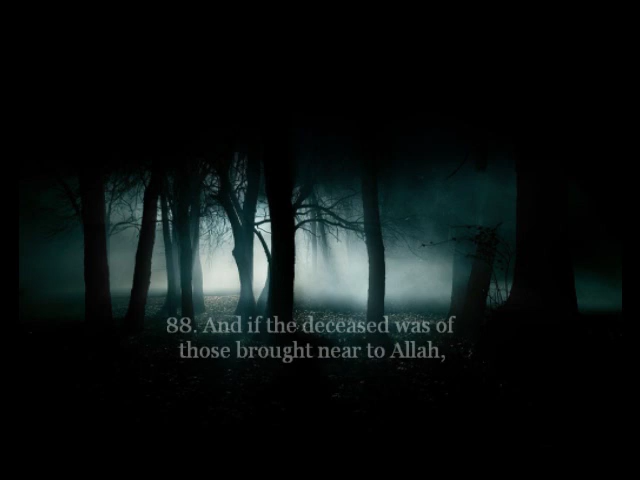 88. And if the deceased was of
those brought near to Allah,